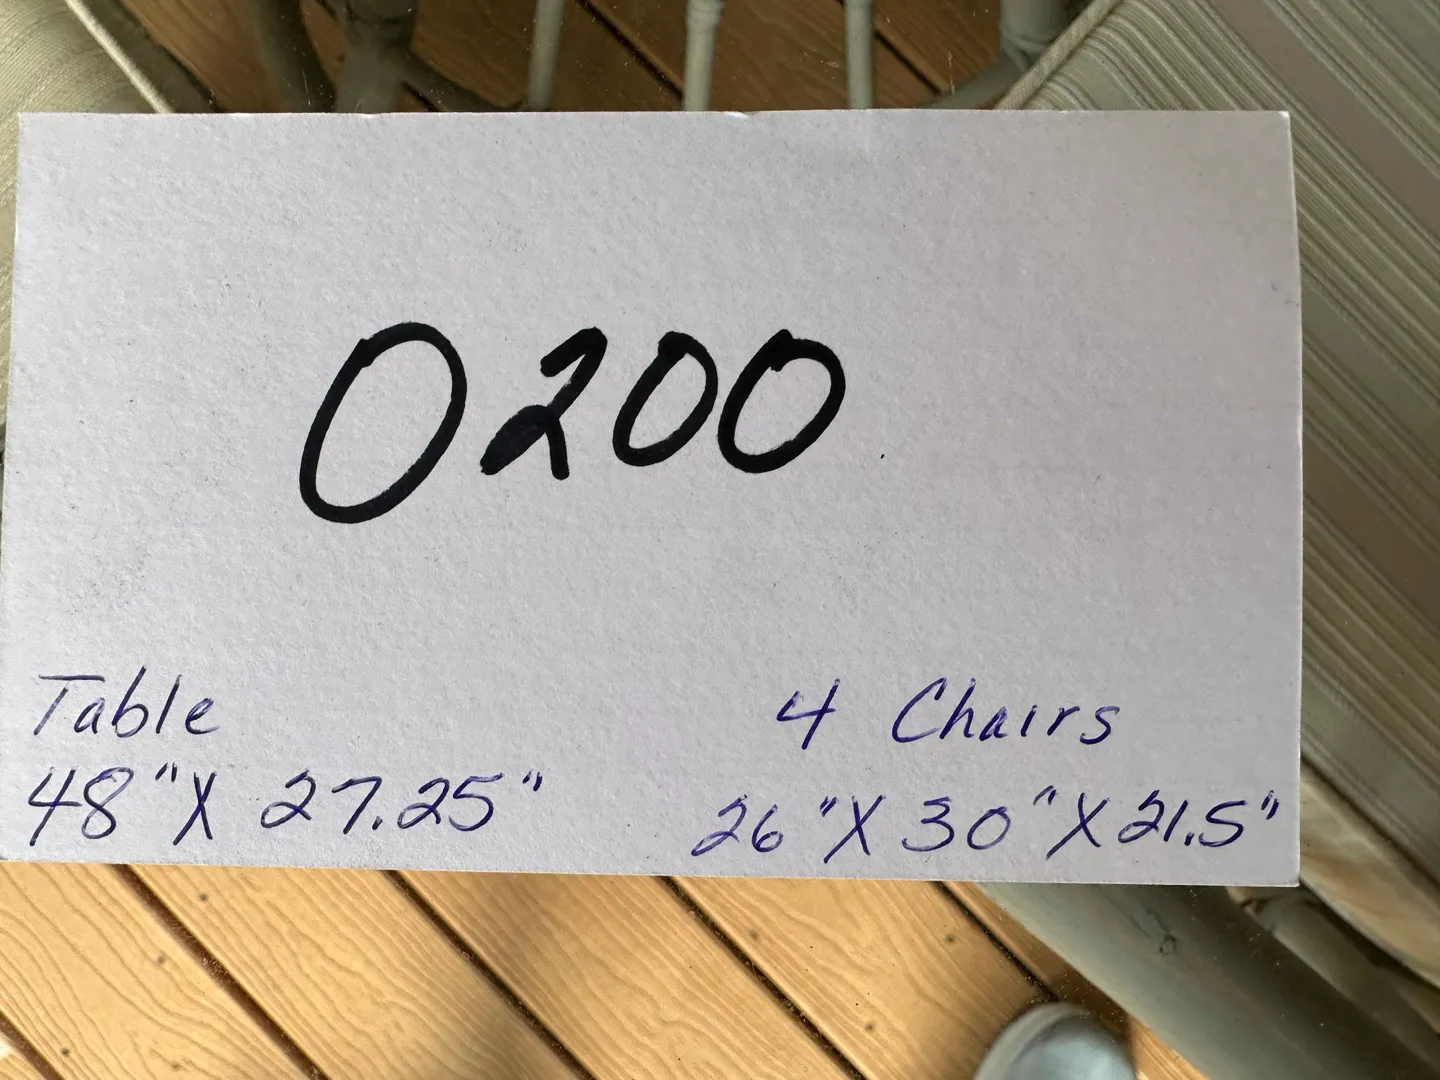 0200
Table
48" X 27.25"
4 Chairs
26" X 30" X 21.5"